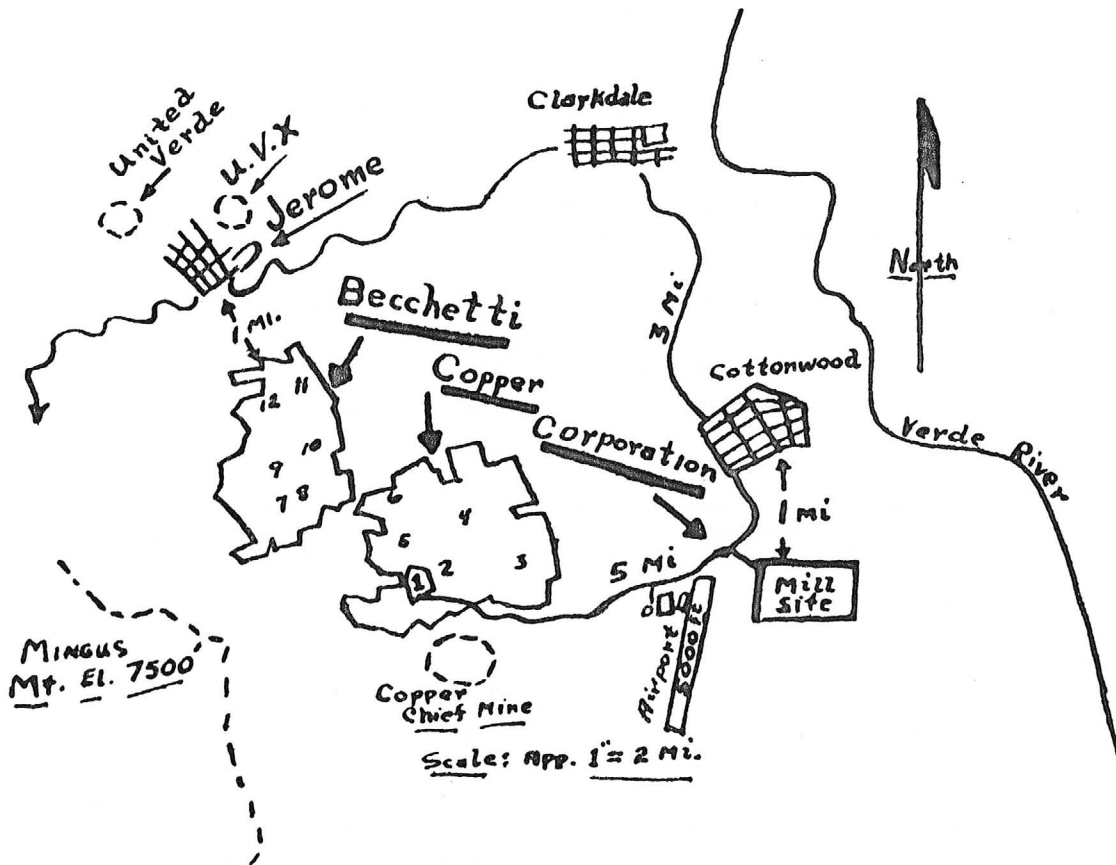 Clarkdale
United
Verde
U.V.X
Jerome
North
3 Mi
Becchetti
Copper
Corporation
Mi.
Cottonwood
Verde River
11
12
10
9
7 8
6
4
5
2
3
1
1 Mi
5 Mi
Mill
Site
Airport
5000 ft
MINGUS
Mt. El. 7500
Copper
Chief Mine
Scale: App. 1"= 2 Mi.